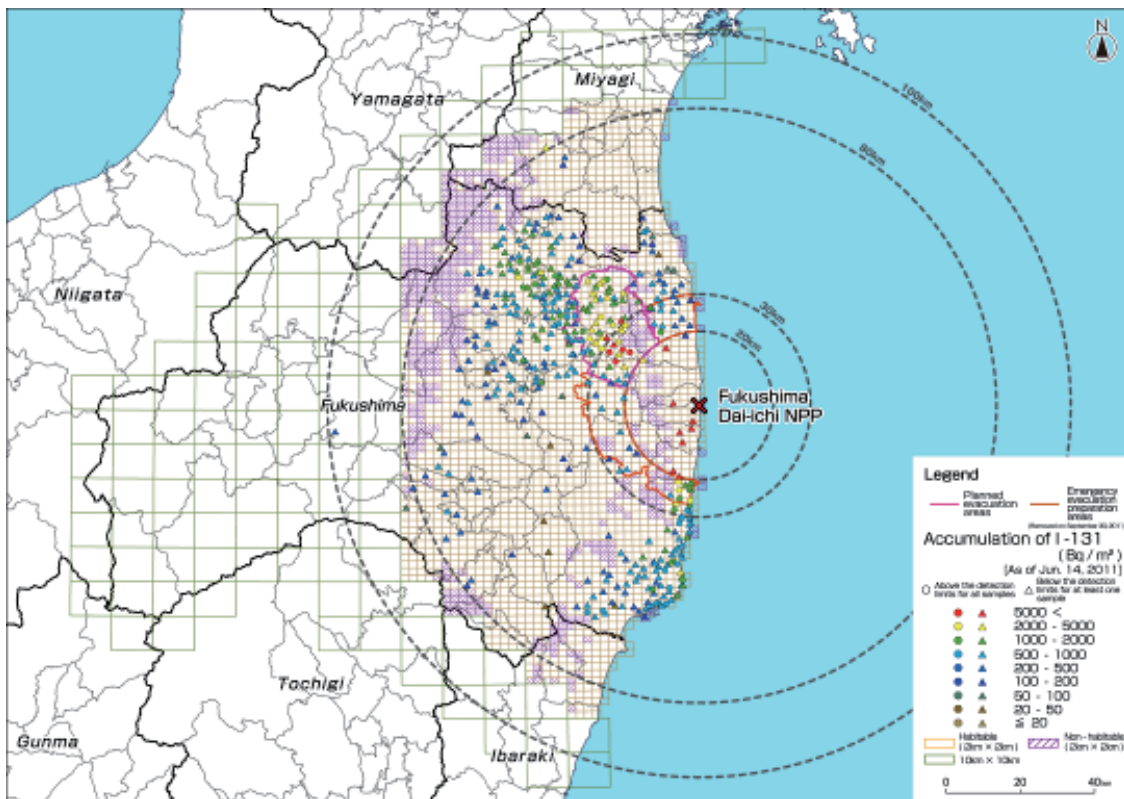 N
Miyagi
Yamagata
100km
80km
Niigata
30km
20km
Fukushima
Fukushima
Dai-ichi NPP
Tochigi
Gunma
Ibaraki
Legend
Planned
evacuation
areas
Emergency
evacuation
preparation
areas
Accumulation of I-131
(Bq/m²)
[As of Jun. 14, 2011]
Above the detection
limits for all samples
Below the detection
limits for at least one
sample
5000 <
2000 - 5000
1000 - 2000
500 - 1000
200 - 500
100 - 200
50 - 100
20 - 50
≤ 20
Habitable
(2km × 2km)
Non-habitable
(2km × 2km)
10km × 10km
0 20 40km